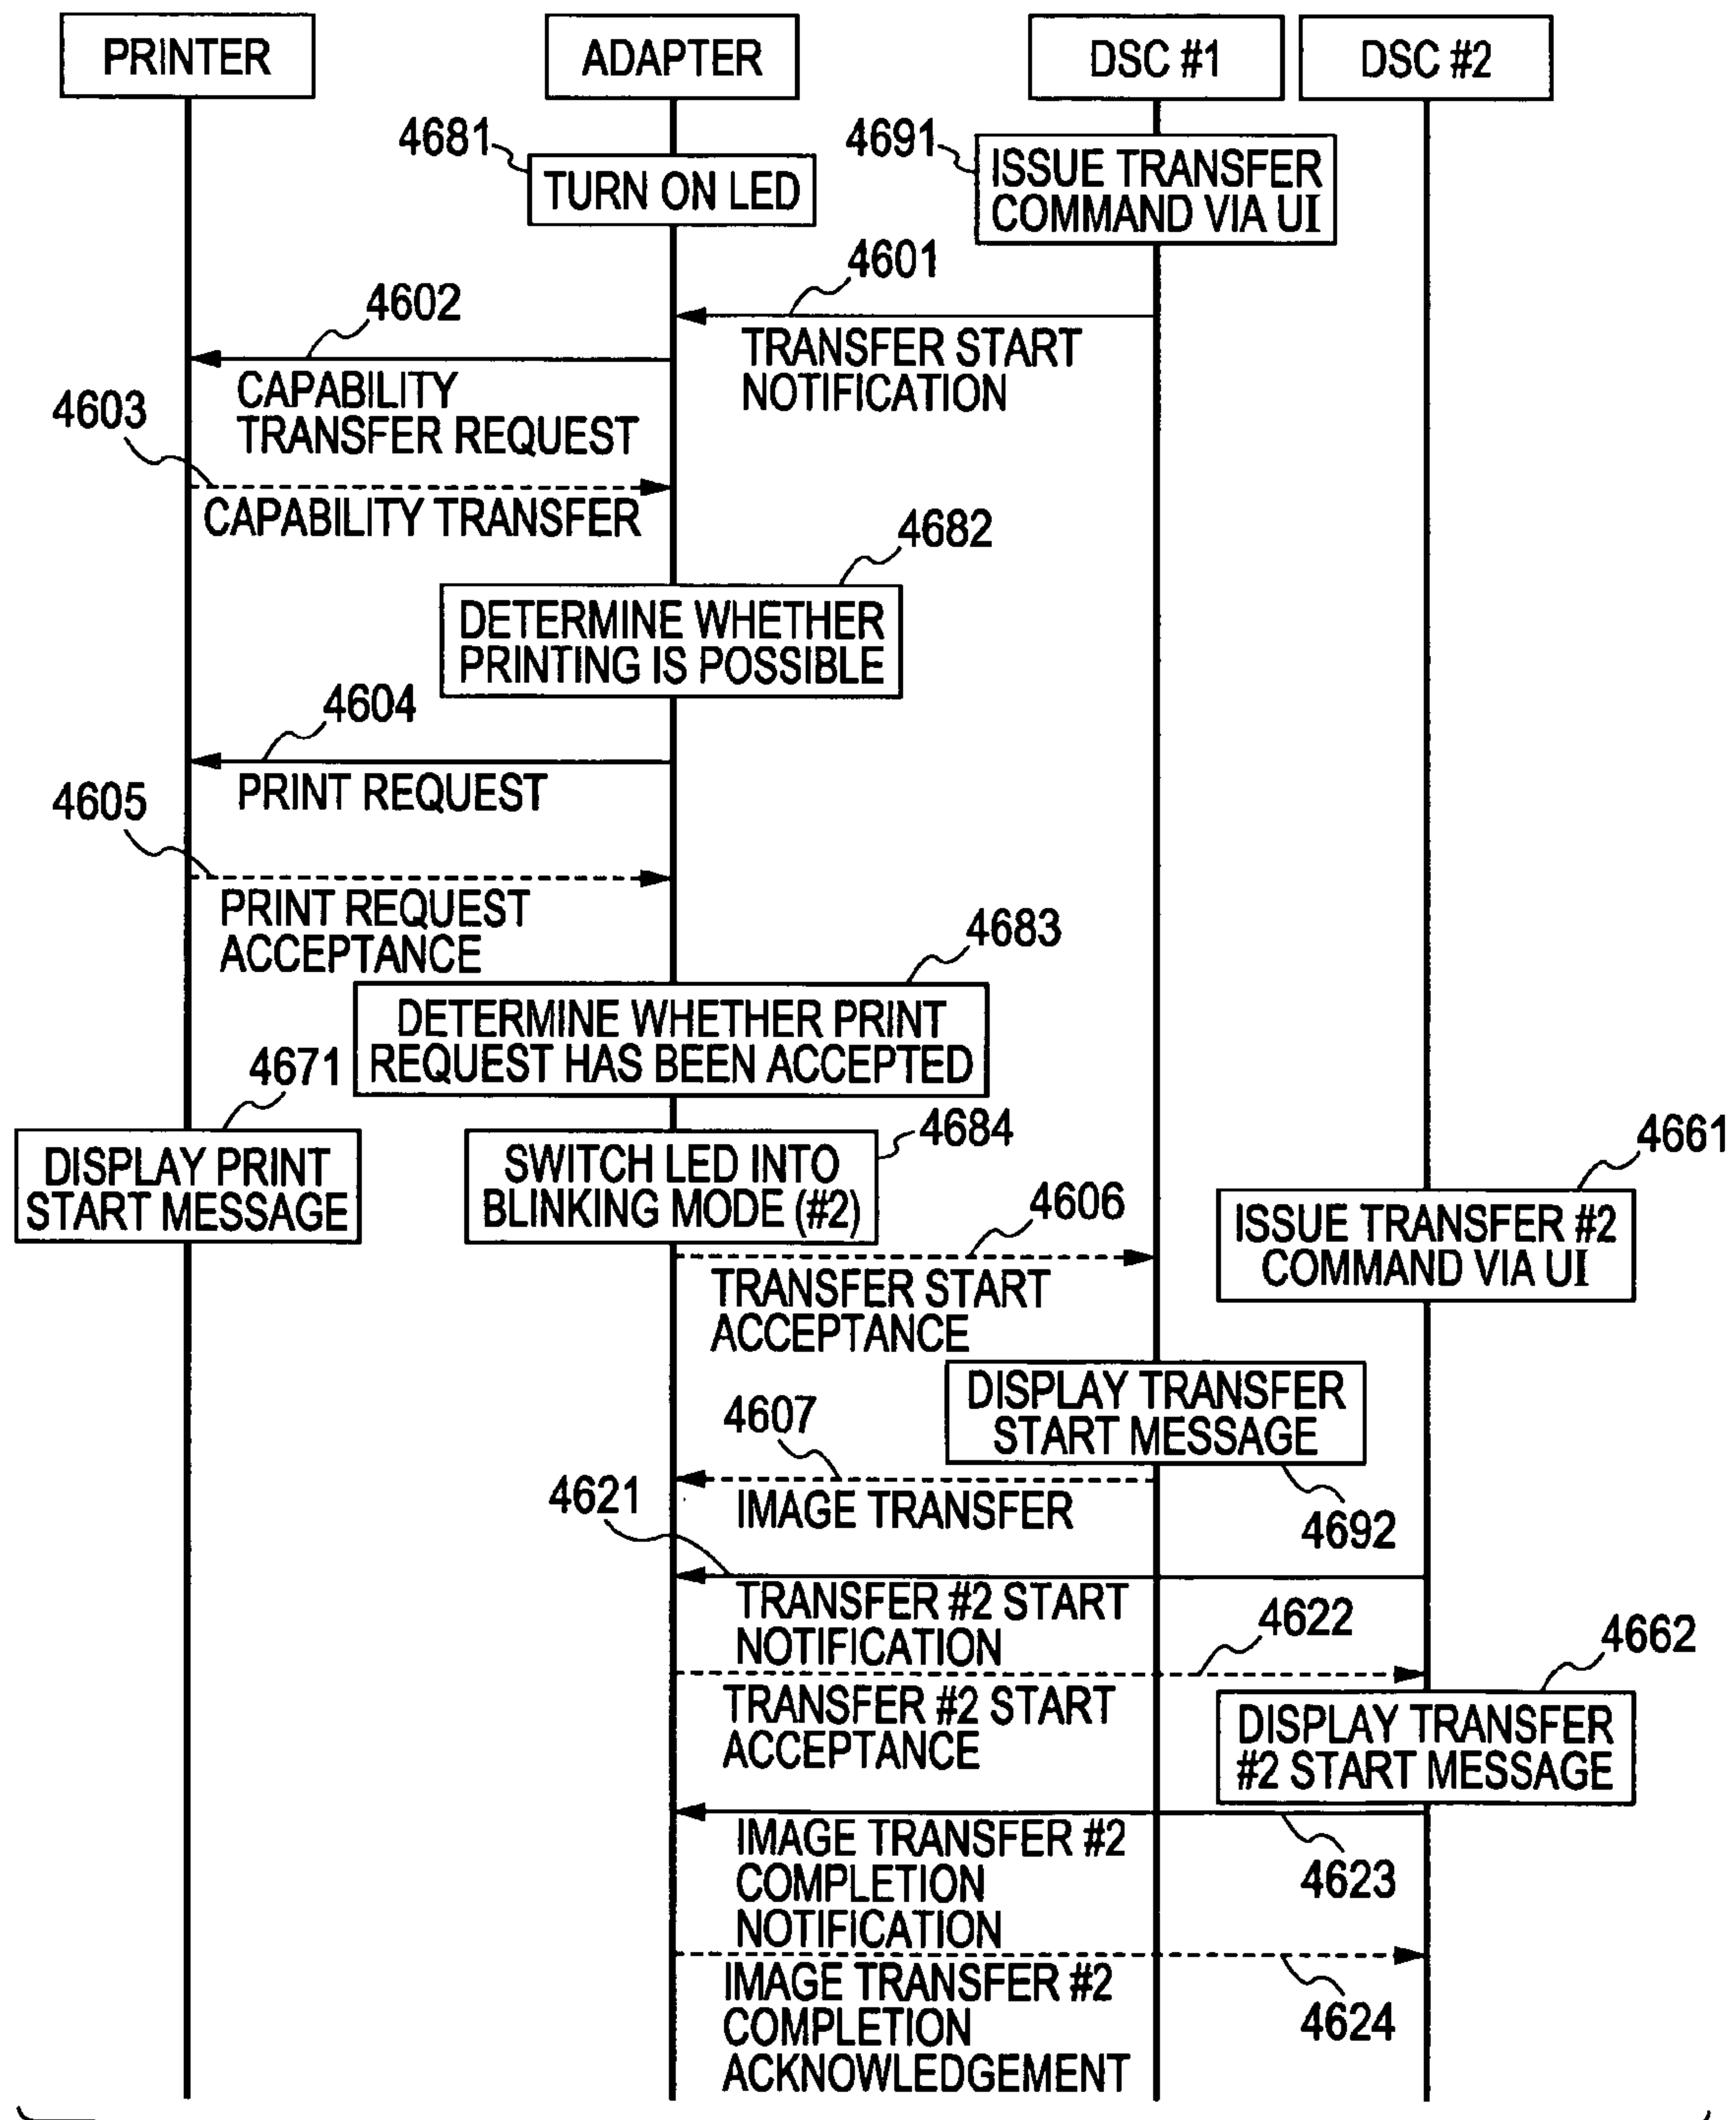 PRINTER
ADAPTER
DSC #1
DSC #2
4681
TURN ON LED
4691
ISSUE TRANSFER
COMMAND VIA UI
4601
TRANSFER START
NOTIFICATION
4602
CAPABILITY
TRANSFER REQUEST
4603
CAPABILITY TRANSFER
4682
DETERMINE WHETHER
PRINTING IS POSSIBLE
4604
PRINT REQUEST
4605
PRINT REQUEST
ACCEPTANCE
4683
DETERMINE WHETHER PRINT
REQUEST HAS BEEN ACCEPTED
4671
DISPLAY PRINT
START MESSAGE
4684
SWITCH LED INTO
BLINKING MODE (#2)
4661
ISSUE TRANSFER #2
COMMAND VIA UI
4606
TRANSFER START
ACCEPTANCE
DISPLAY TRANSFER
START MESSAGE
4692
4607
IMAGE TRANSFER
4621
TRANSFER #2 START
NOTIFICATION
4622
TRANSFER #2 START
ACCEPTANCE
4662
DISPLAY TRANSFER
#2 START MESSAGE
IMAGE TRANSFER #2
COMPLETION
NOTIFICATION
4623
IMAGE TRANSFER #2
COMPLETION
ACKNOWLEDGEMENT
4624